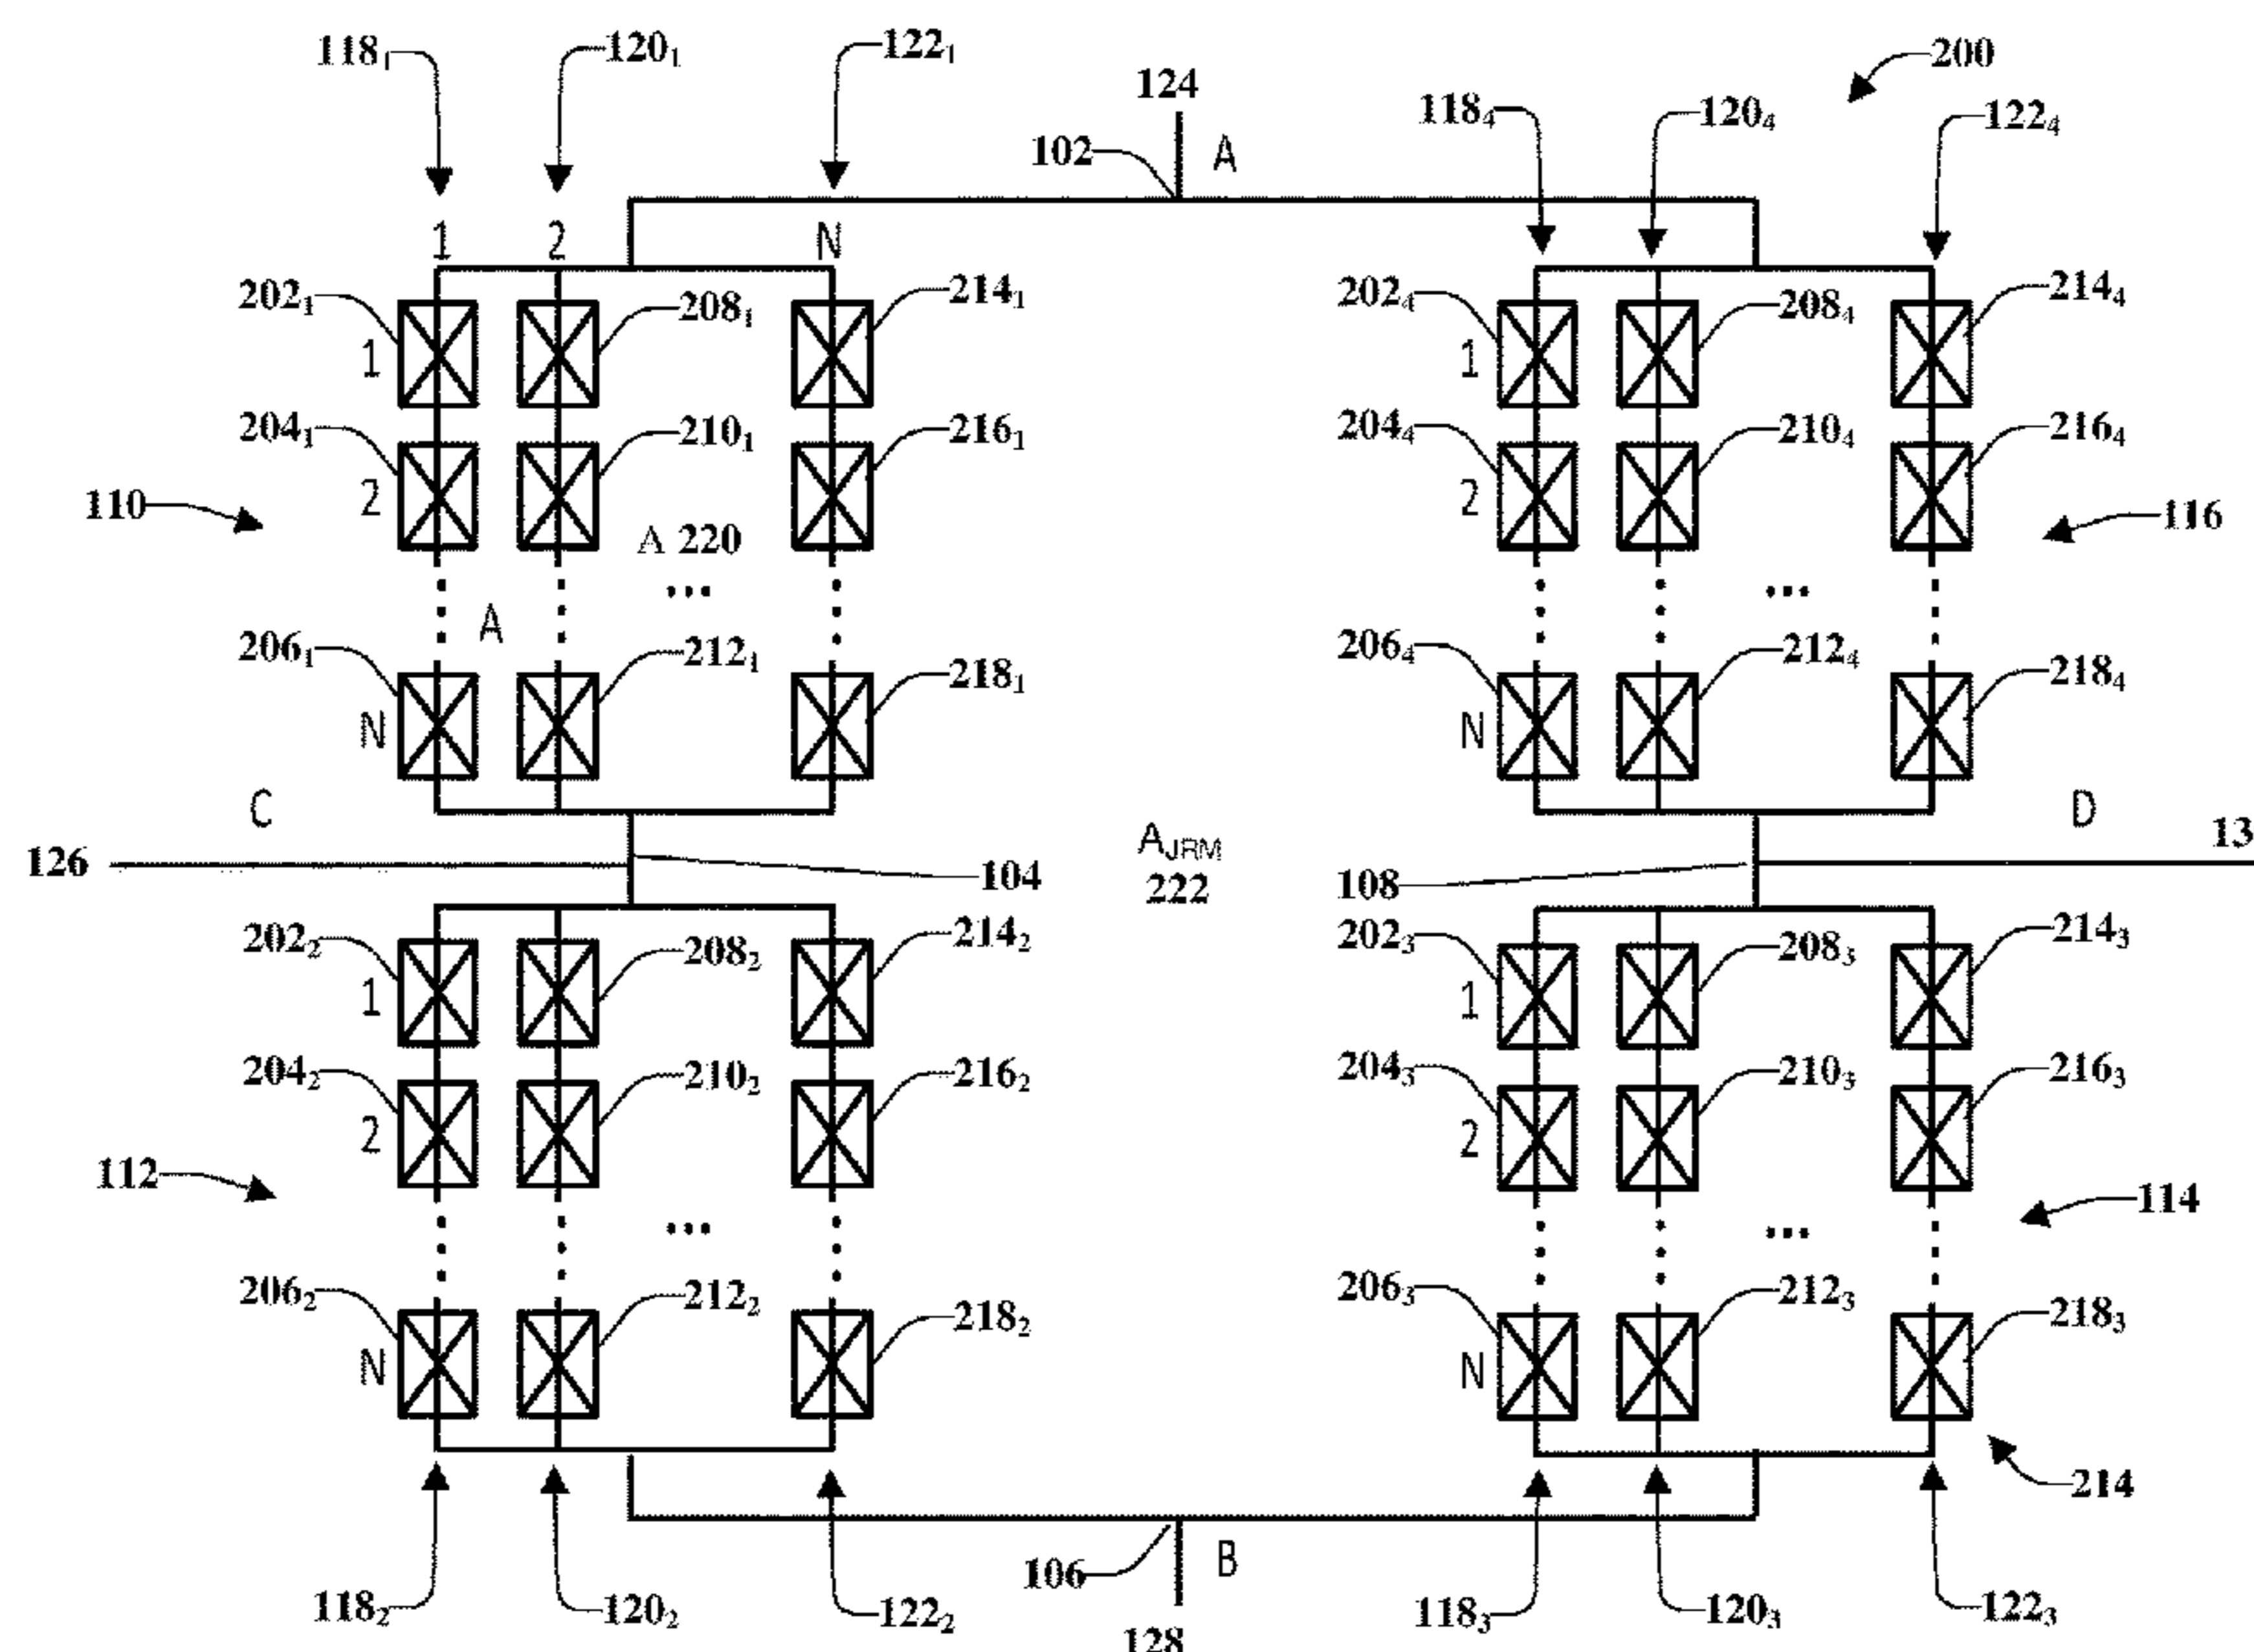 118₁ 120₁ 122₁ 200
124 118₄ 120₄ 122₄
102 A
1 2 N
202₁ 208₁ 214₁ 202₄ 208₄ 214₄
1 1
204₁ 210₁ 216₁ 204₄ 210₄ 216₄
2 2
110 A 220 116
... ...
A
206₁ 212₁ 218₁ 206₄ 212₄ 218₄
N N
C D
126 A_JRM 13
104 222 108
202₂ 208₂ 214₂ 202₃ 208₃ 214₃
1 1
204₂ 210₂ 216₂ 204₃ 210₃ 216₃
2 2
112 114
... ...
206₂ 212₂ 218₂ 206₃ 212₃ 218₃
N N
214
106 B
118₂ 120₂ 122₂ 118₃ 120₃ 122₃
128